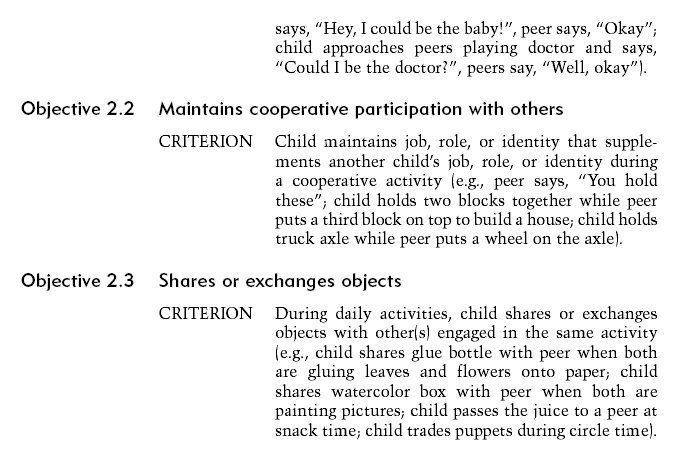 says, “Hey, I could be the baby!”, peer says, “Okay”;
child approaches peers playing doctor and says,
“Could I be the doctor?”, peers say, “Well, okay”).
Objective 2.2 Maintains cooperative participation with others
CRITERION Child maintains job, role, or identity that supple-
ments another child’s job, role, or identity during
a cooperative activity (e.g., peer says, “You hold
these”; child holds two blocks together while peer
puts a third block on top to build a house; child holds
truck axle while peer puts a wheel on the axle).
Objective 2.3 Shares or exchanges objects
CRITERION During daily activities, child shares or exchanges
objects with other(s) engaged in the same activity
(e.g., child shares glue bottle with peer when both
are gluing leaves and flowers onto paper; child
shares watercolor box with peer when both are
painting pictures; child passes the juice to a peer at
snack time; child trades puppets during circle time).